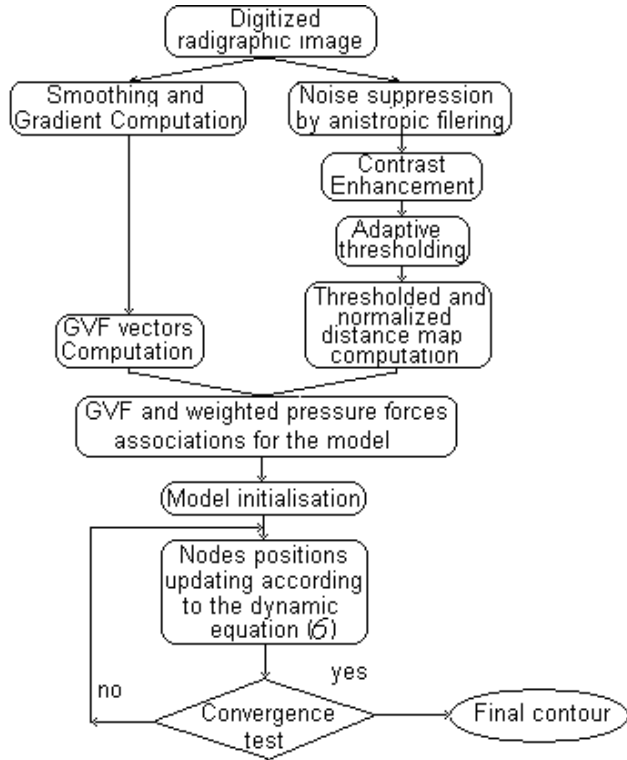 Digitized
radigraphic image
Smoothing and
Gradient Computation
Noise suppression
by anistropic filering
Contrast
Enhancement
Adaptive
thresholding
GVF vectors
Computation
Thresholded and
normalized
distance map
computation
GVF and weighted pressure forces
associations for the model
Model initialisation
Nodes positions
updating according
to the dynamic
equation (6)
yes
no
Convergence
test
Final contour